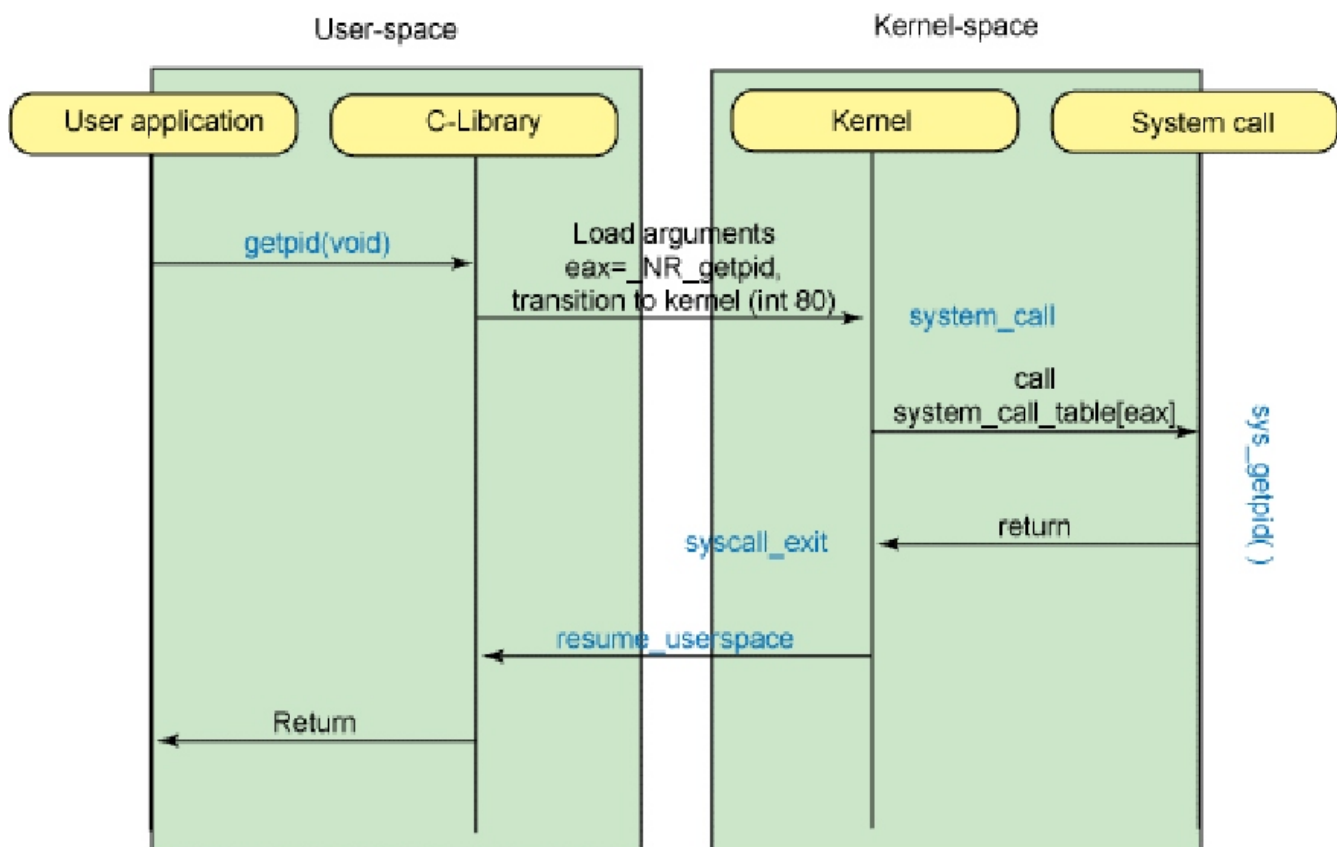 User-space
Kernel-space
User application
C-Library
Kernel
System call
getpid(void)
Load arguments
eax=_NR_getpid,
transition to kernel (int 80)
system_call
call
system_call_table[eax]
sys_getpid( )
return
syscall_exit
resume_userspace
Return